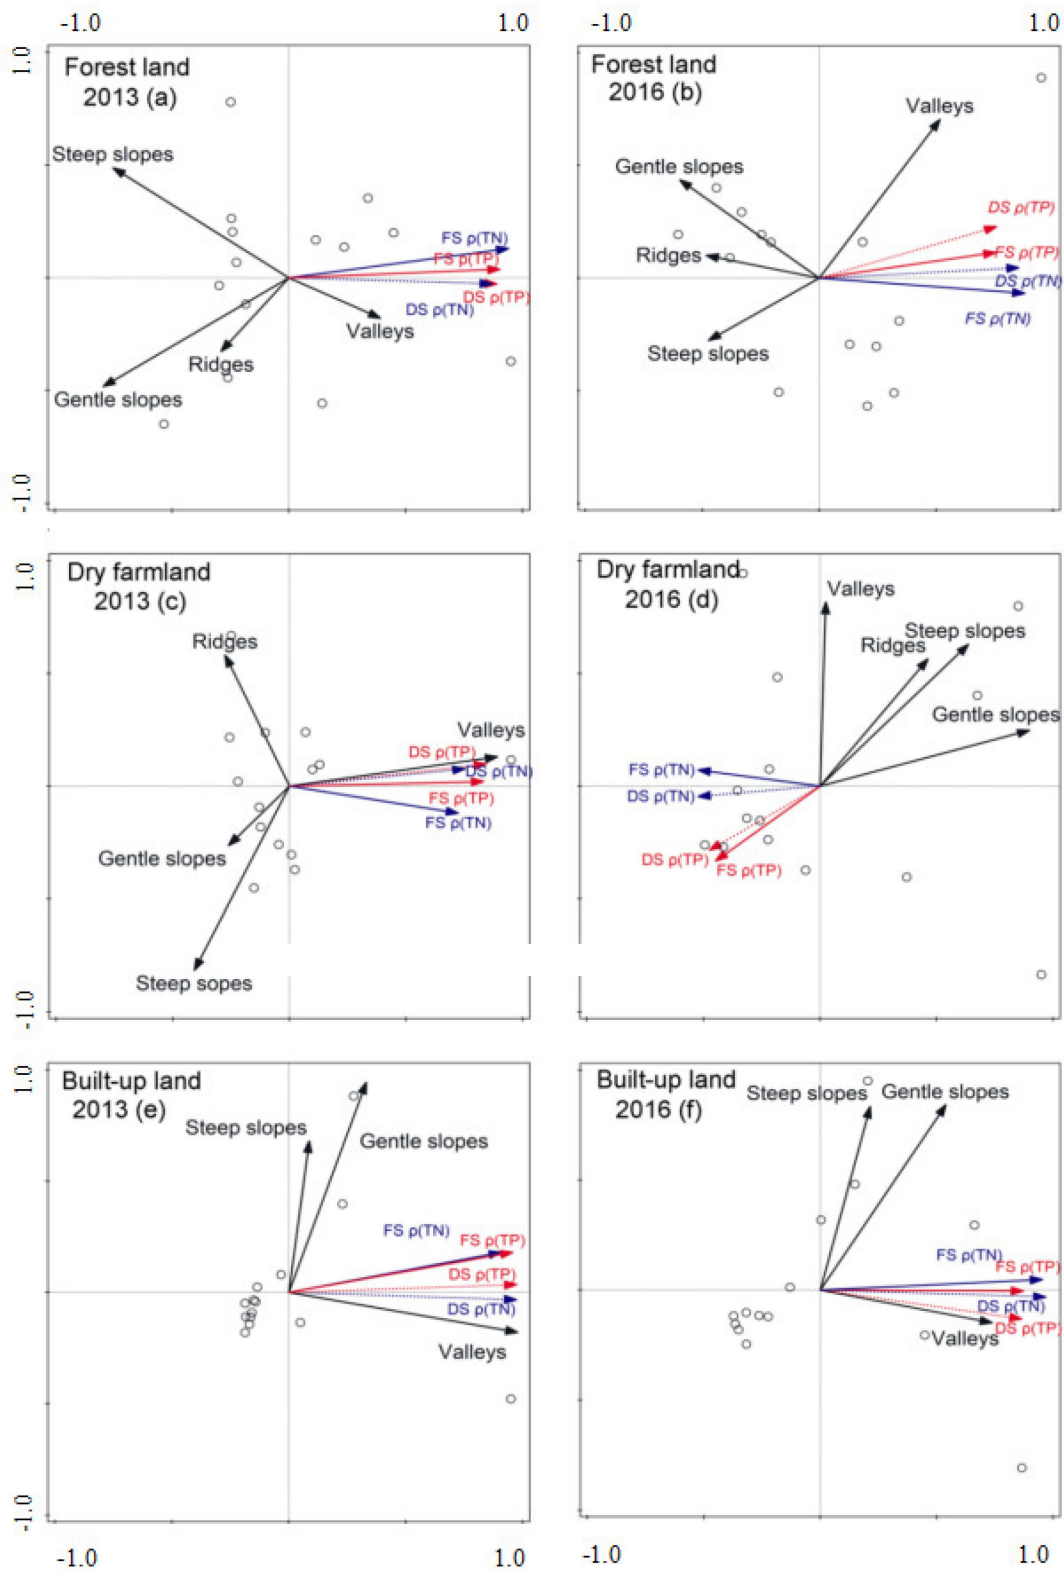 -1.0 1.0 -1.0 1.0
1.0
Forest land
2013 (a)
Steep slopes
FS ρ(TN)
FS ρ(TP)
DS ρ(TP)
DS ρ(TN)
Valleys
Ridges
Gentle slopes
-1.0
Forest land
2016 (b)
Valleys
Gentle slopes
DS ρ(TP)
Ridges
FS ρ(TP)
DS ρ(TN)
FS ρ(TN)
Steep slopes
1.0
Dry farmland
2013 (c)
Ridges
Valleys
DS ρ(TP)
DS ρ(TN)
FS ρ(TP)
FS ρ(TN)
Gentle slopes
Steep sopes
-1.0
Dry farmland
2016 (d)
Valleys
Steep slopes
Ridges
Gentle slopes
FS ρ(TN)
DS ρ(TN)
DS ρ(TP)
FS ρ(TP)
1.0
Built-up land
2013 (e)
Steep slopes
Gentle slopes
FS ρ(TN)
FS ρ(TP)
DS ρ(TP)
DS ρ(TN)
Valleys
-1.0
Built-up land
2016 (f)
Steep slopes
Gentle slopes
FS ρ(TN)
FS ρ(TP)
DS ρ(TN)
DS ρ(TP)
Valleys
-1.0 1.0 -1.0 1.0